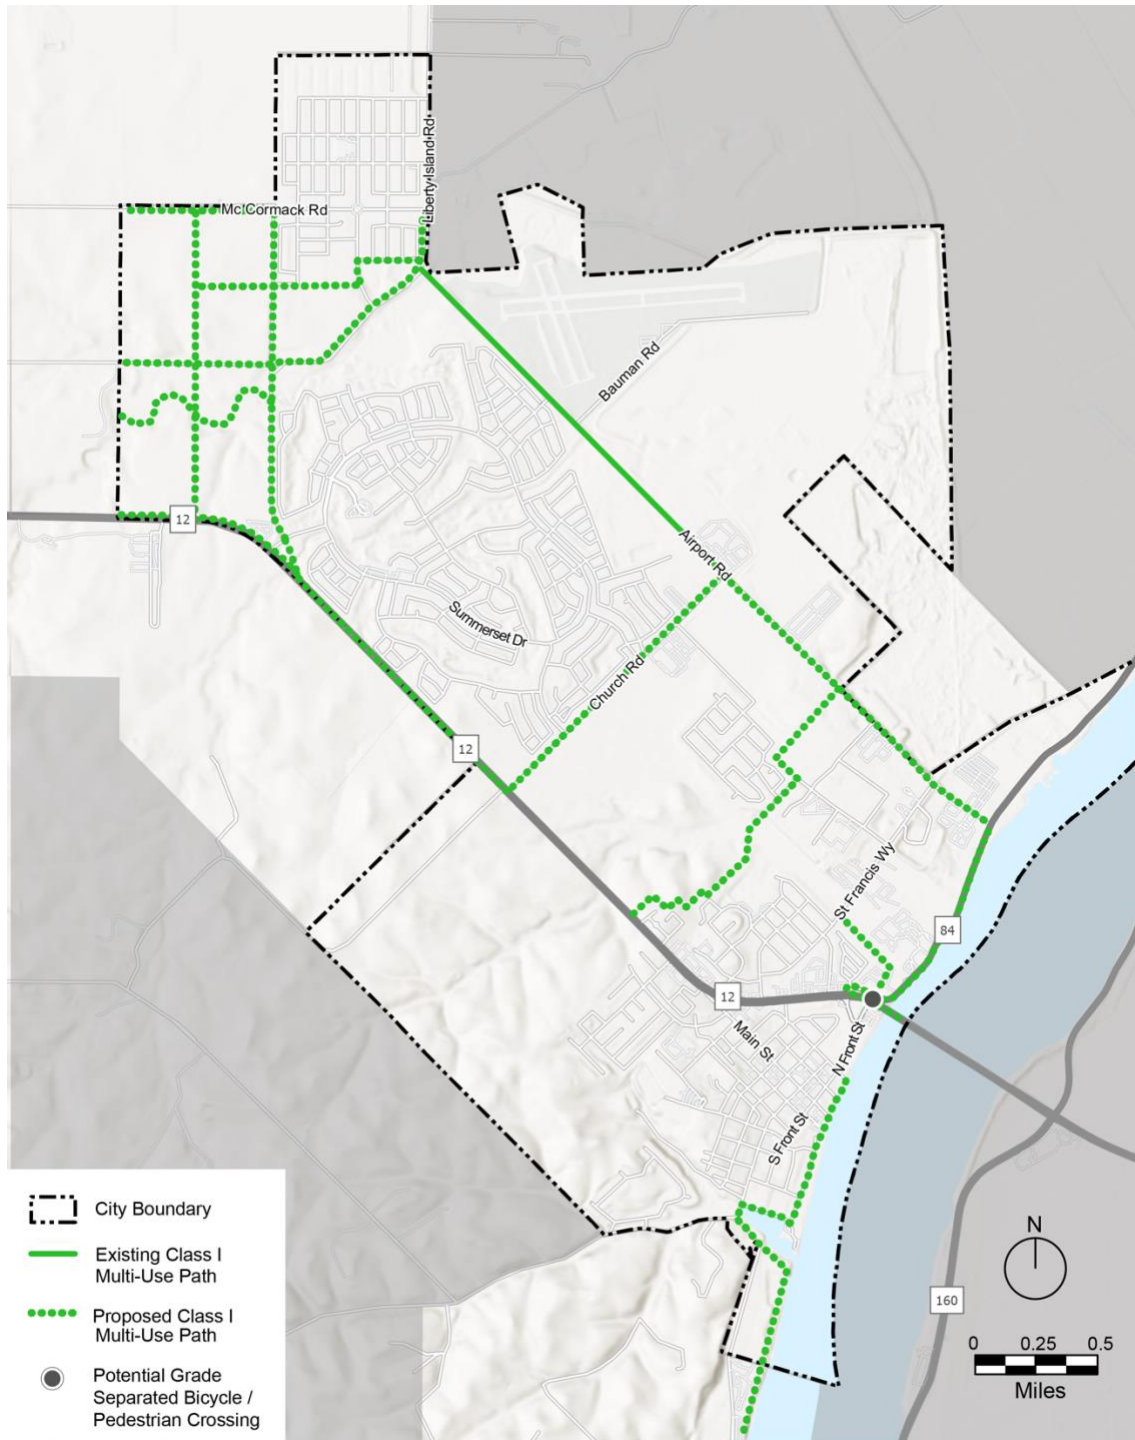 Liberty Island Rd
McCormack Rd
Bauman Rd
12
Airport Rd
Summerset Dr
Church Rd
12
St Francis Wy
84
12
Main St
N Front St
S Front St
City Boundary
Existing Class I
Multi-Use Path
Proposed Class I
Multi-Use Path
Potential Grade
Separated Bicycle /
Pedestrian Crossing
N
160
0 0.25 0.5
Miles